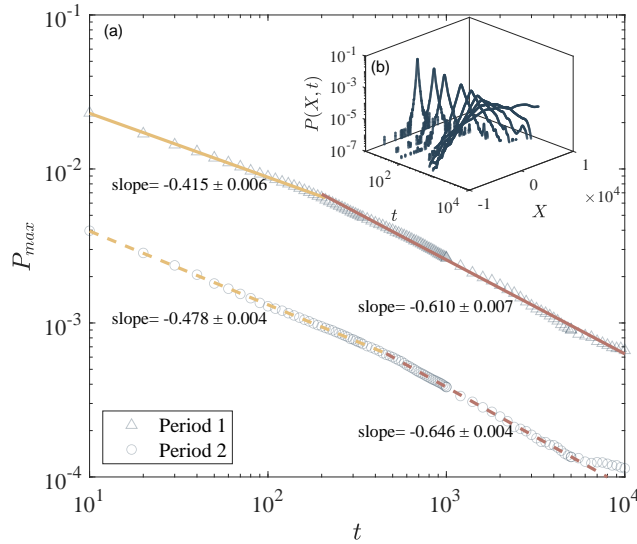 (a)
(b)
10^-1
10^-2
10^-3
10^-4
P_max
10^1
10^2
10^3
10^4
t
slope= -0.415 ± 0.006
slope= -0.610 ± 0.007
slope= -0.478 ± 0.004
slope= -0.646 ± 0.004
Period 1
Period 2
10^-1
10^-3
10^-5
10^-7
P(X, t)
10^2
10^4
t
-1
0
1
×10^4
X